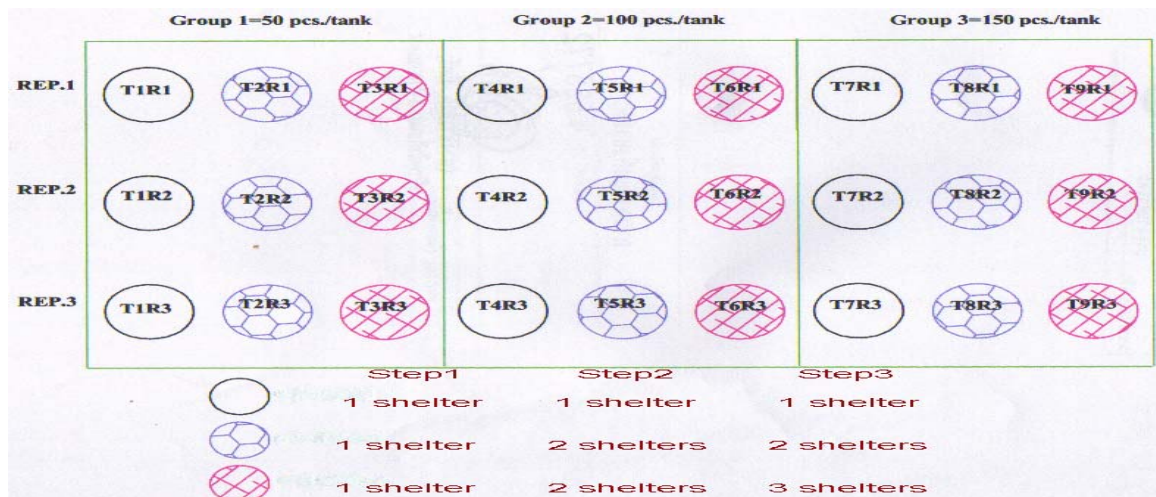 Group 1=50 pcs./tank Group 2=100 pcs./tank Group 3=150 pcs./tank
REP.1 T1R1 T2R1 T3R1 T4R1 T5R1 T6R1 T7R1 T8R1 T9R1
REP.2 T1R2 T2R2 T3R2 T4R2 T5R2 T6R2 T7R2 T8R2 T9R2
REP.3 T1R3 T2R3 T3R3 T4R3 T5R3 T6R3 T7R3 T8R3 T9R3
Step1 Step2 Step3
1 shelter 1 shelter 1 shelter
1 shelter 2 shelters 2 shelters
1 shelter 2 shelters 3 shelters